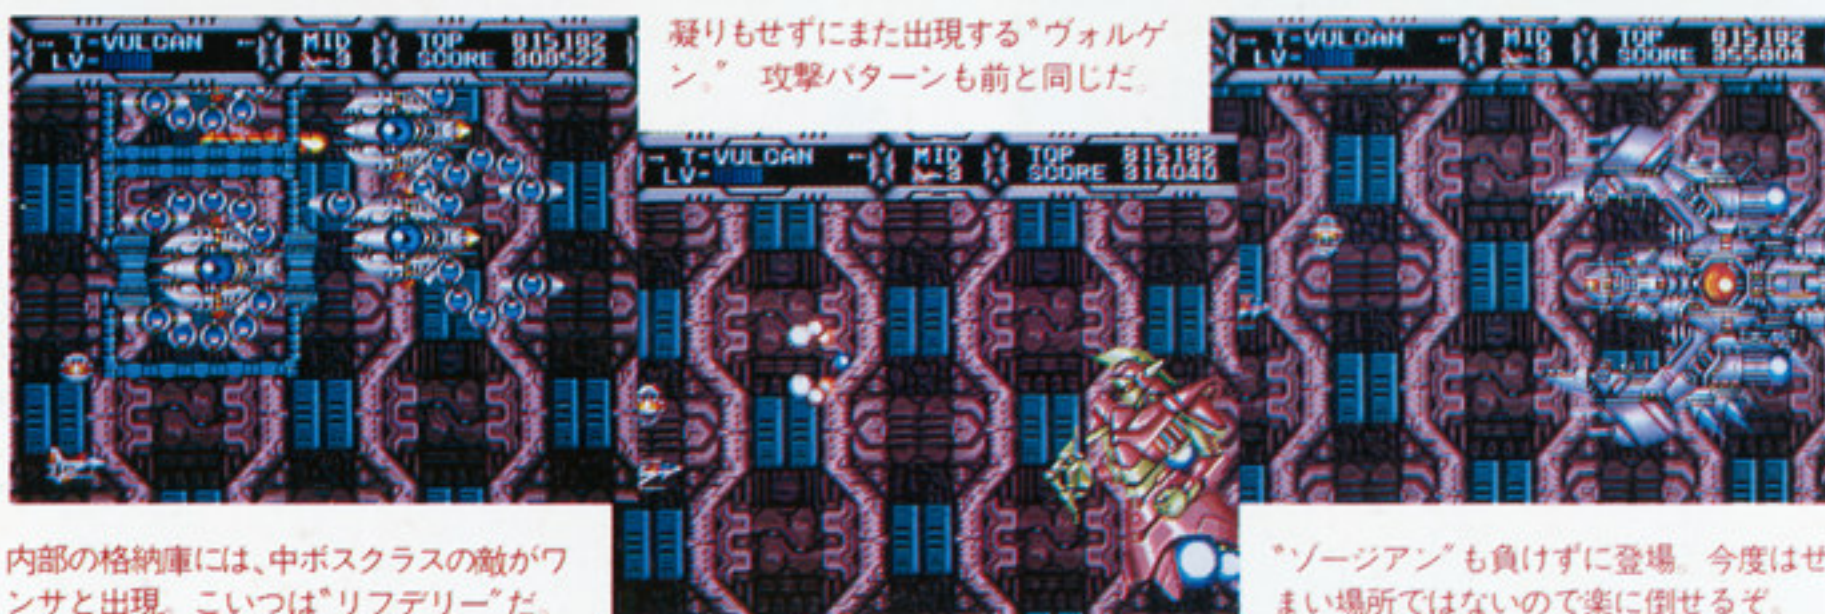 T-VULCAN MID TOP 815182
LV- 3 SCORE 308522
凝りもせずにまた出現する〝ヴォルゲ
ン。〟 攻撃パターンも前と同じだ。
T-VULCAN MID TOP 815182
LV- 3 SCORE 314040
T-VULCAN MID TOP 815182
LV- 3 SCORE 355804
内部の格納庫には、中ボスクラスの敵がワ
ンサと出現。こいつは〝リフデリー〟だ。
〝ゾージアン〟も負けずに登場。今度はせ
まい場所ではないので楽に倒せるぞ